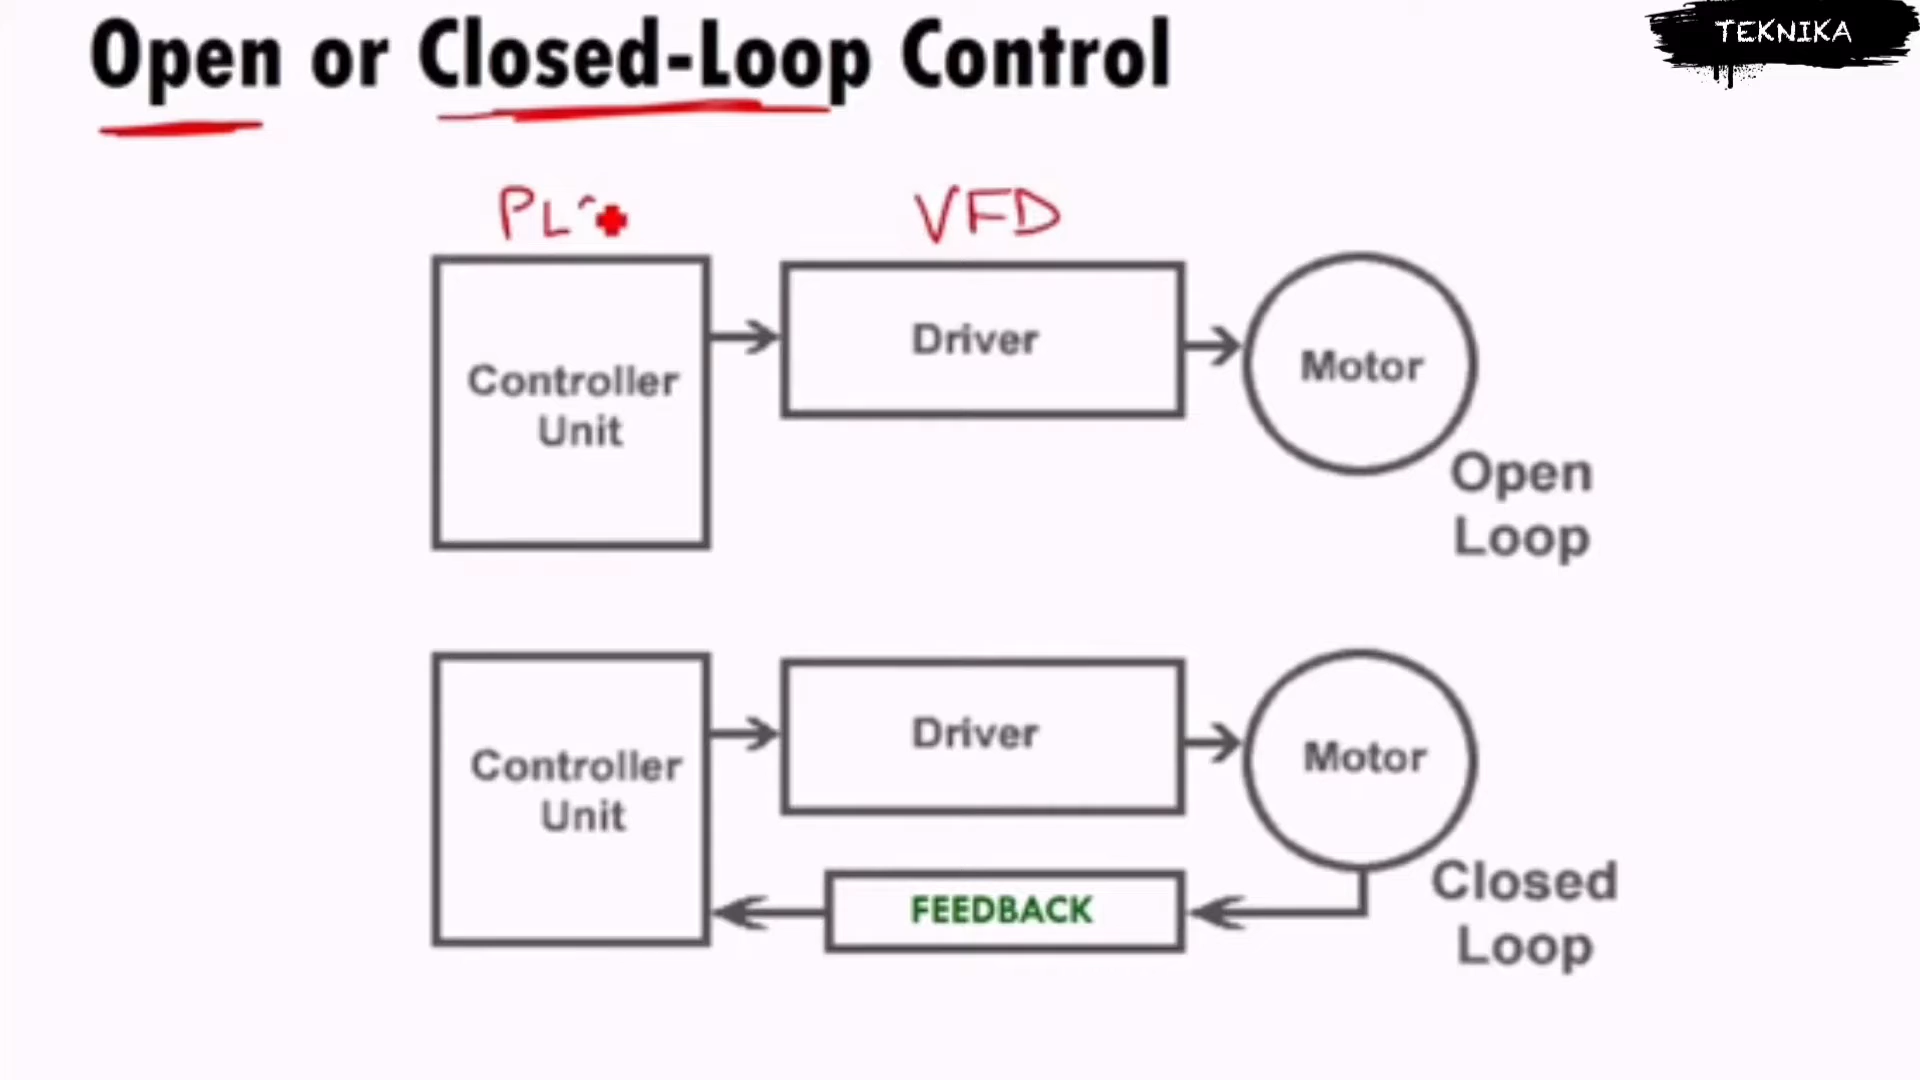 Open or Closed-Loop Control
TEKNIKA
VFD
Controller
Unit
Driver
Motor
Open
Loop
Controller
Unit
Driver
Motor
FEEDBACK
Closed
Loop